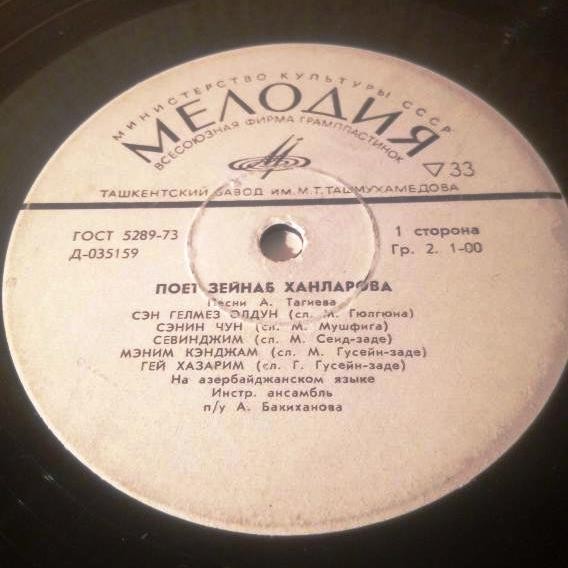 МИНИСТЕРСТВО КУЛЬТУРЫ СССР
МЕЛОДИЯ
ВСЕСОЮЗНАЯ ФИРМА ГРАМПЛАСТИНОК
33
ТАШКЕНТСКИЙ ЗАВОД ИМ. М.Т. ТАШМУХАМЕДОВА
ГОСТ 5289-73
Д-035159
1 сторона
Гр. 2. 1-00
ПОЕТ ЗЕЙНАБ ХАНЛАРОВА
Песни А. Тагиева
СЭН ГЕЛМЕЗ ОЛДУН (сл. М. Гюлгюна)
СЭНИН ЧУН (сл. М. Мушфига)
СЕВИНДЖИМ (сл. М. Сеид-заде)
МЭНИМ КЭНДЖАМ (сл. М. Гусейн-заде)
ГЕЙ ХАЗАРИМ (сл. Г. Гусейн-заде)
На азербайджанском языке
Инстр. ансамбль
п/у А. Бакиханова